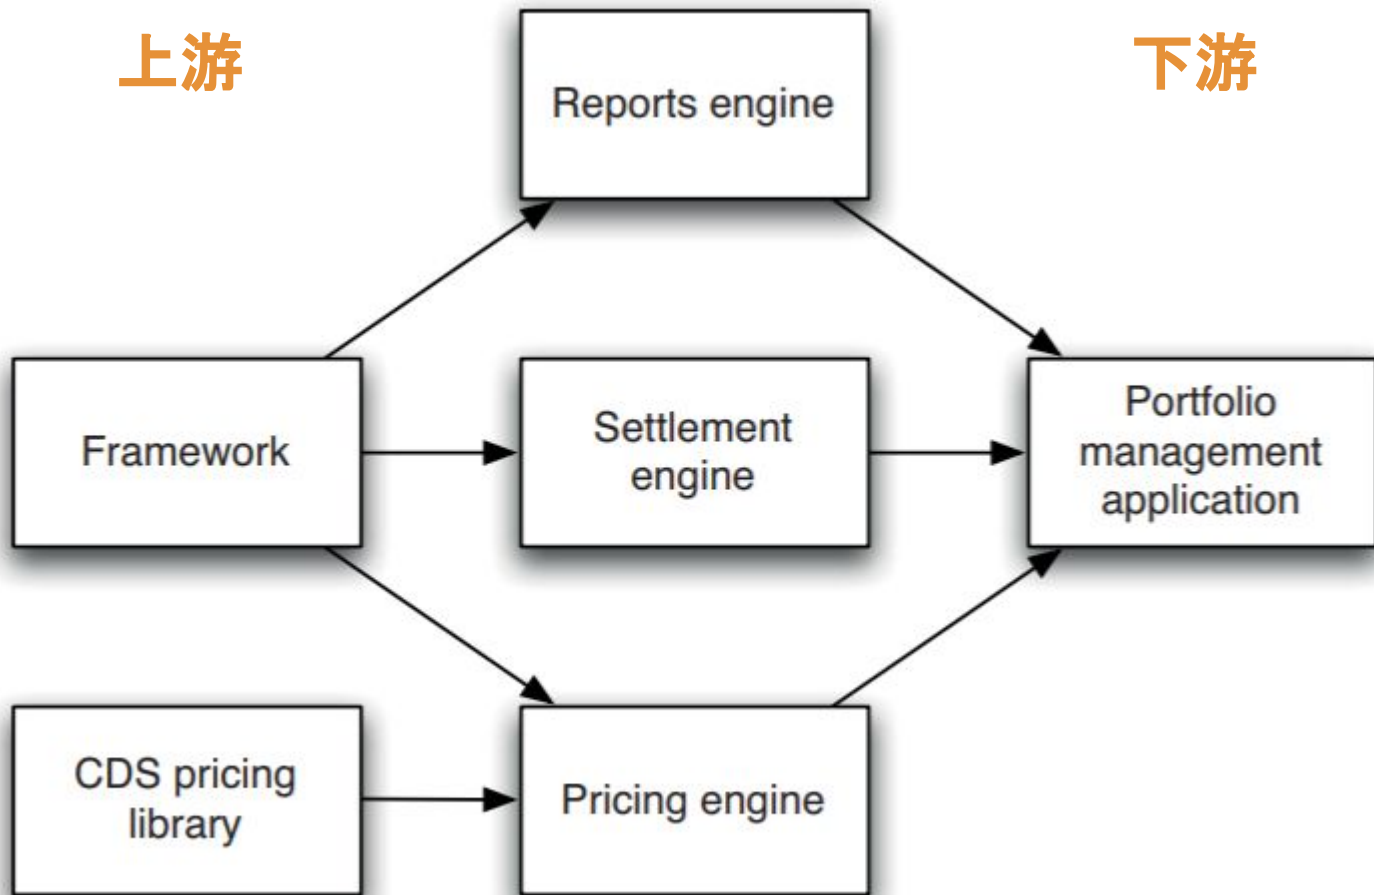 上游
下游
Reports engine
Framework
Settlement
engine
Portfolio
management
application
CDS pricing
library
Pricing engine